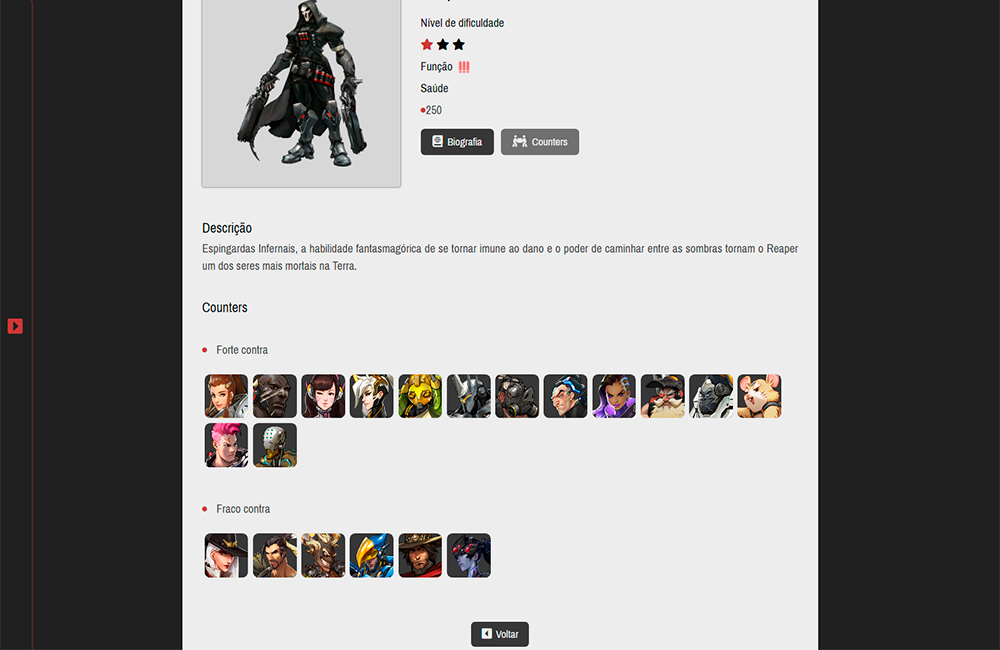 Nível de dificuldade
Função
Saúde
250
Biografia
Counters
Descrição
Espingardas Infernais, a habilidade fantasmagórica de se tornar imune ao dano e o poder de caminhar entre as sombras tornam o Reaper
um dos seres mais mortais na Terra.
Counters
Forte contra
Fraco contra
Voltar